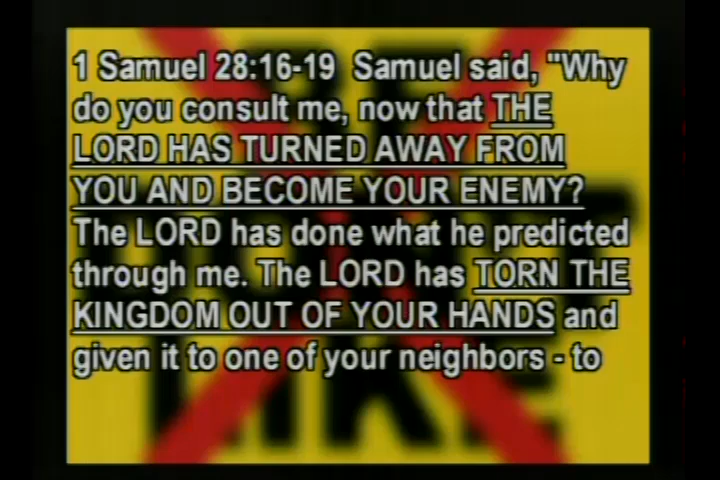 1 Samuel 28:16-19 Samuel said, "Why
do you consult me, now that THE
LORD HAS TURNED AWAY FROM
YOU AND BECOME YOUR ENEMY?
The LORD has done what he predicted
through me. The LORD has TORN THE
KINGDOM OUT OF YOUR HANDS and
given it to one of your neighbors - to